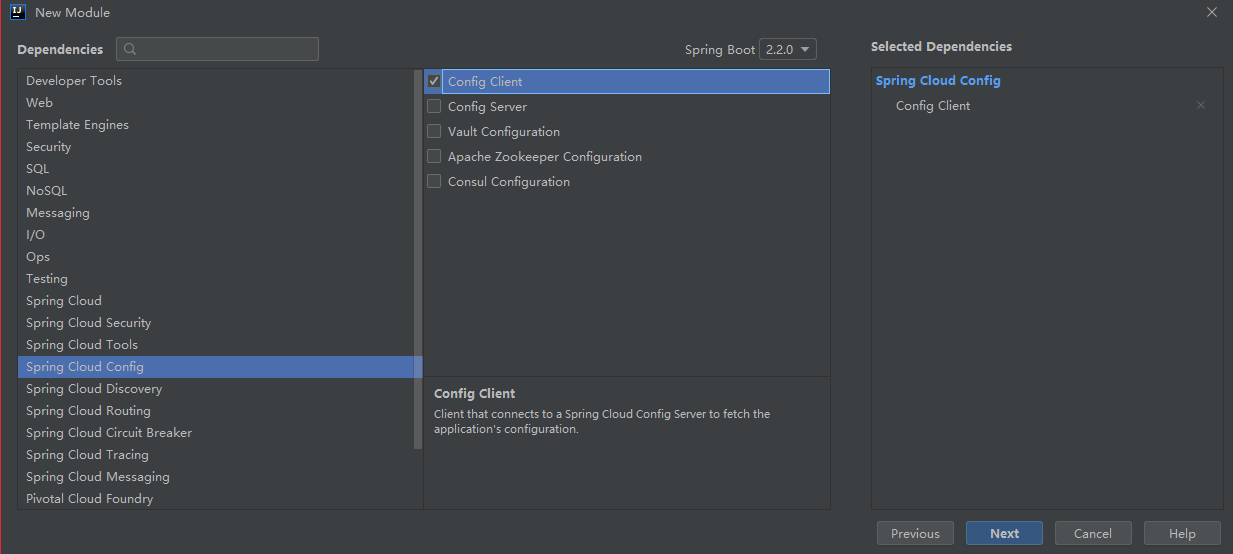 IJ New Module
Dependencies
Spring Boot 2.2.0
Developer Tools
Web
Template Engines
Security
SQL
NoSQL
Messaging
I/O
Ops
Testing
Spring Cloud
Spring Cloud Security
Spring Cloud Tools
Spring Cloud Config
Spring Cloud Discovery
Spring Cloud Routing
Spring Cloud Circuit Breaker
Spring Cloud Tracing
Spring Cloud Messaging
Pivotal Cloud Foundry
Config Client
Config Server
Vault Configuration
Apache Zookeeper Configuration
Consul Configuration
Config Client
Client that connects to a Spring Cloud Config Server to fetch the
application's configuration.
Selected Dependencies
Spring Cloud Config
Config Client
Previous
Next
Cancel
Help